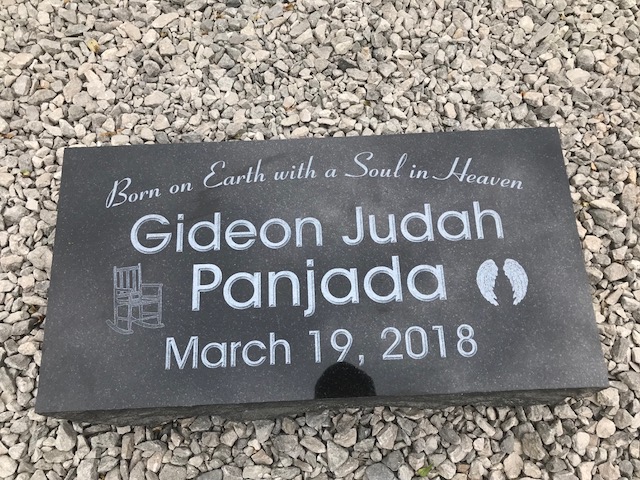 Born on Earth with a Soul in Heaven
Gideon Judah
Panjada
March 19, 2018